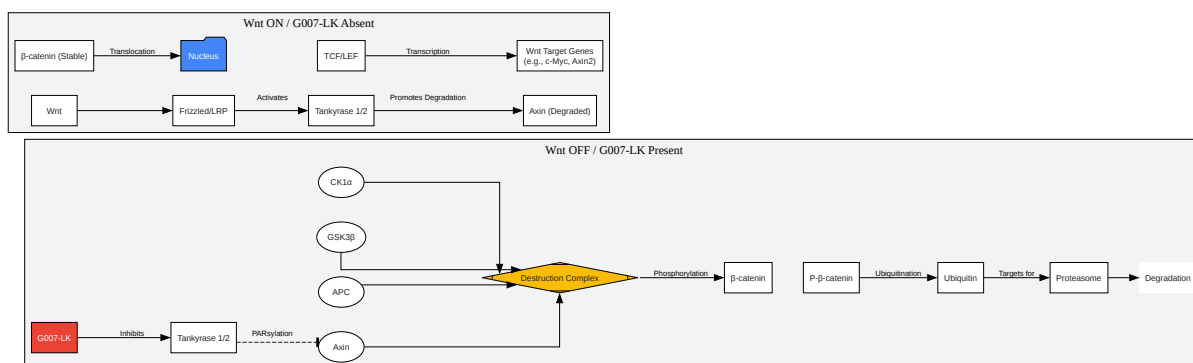 Wnt ON / G007-LK Absent
β-catenin (Stable)
Translocation
Nucleus
TCF/LEF
Transcription
Wnt Target Genes
(e.g., c-Myc, Axin2)
Wnt
Frizzled/LRP
Activates
Tankyrase 1/2
Promotes Degradation
Axin (Degraded)
Wnt OFF / G007-LK Present
CK1α
GSK3β
APC
Destruction Complex
Phosphorylation
β-catenin
P-β-catenin
Ubiquitination
Ubiquitin
Targets for
Proteasome
Degradation
G007-LK
Inhibits
Tankyrase 1/2
PARsylation
Axin